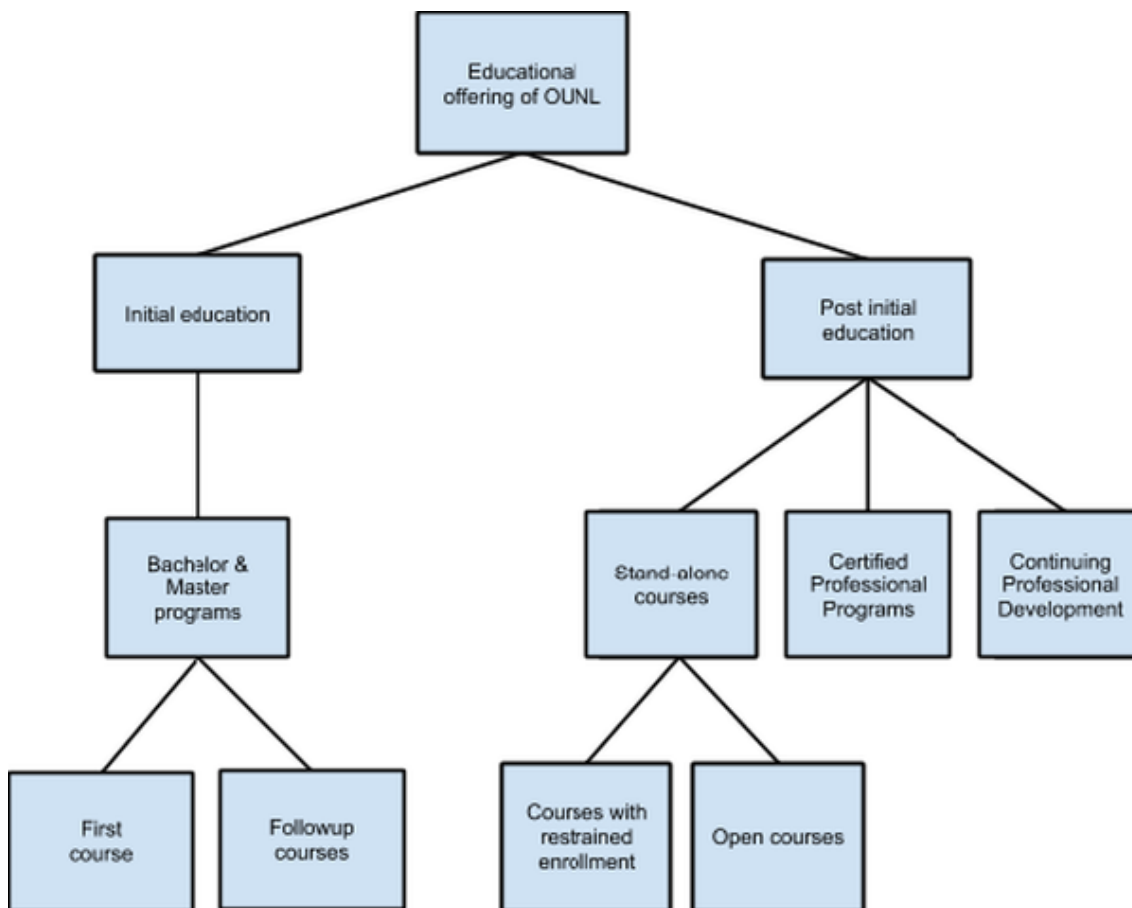 Educational
offering of OUNL
Initial education
Post initial
education
Bachelor &
Master
programs
Stand-alone
courses
Certified
Professional
Programs
Continuing
Professional
Development
First
course
Followup
courses
Courses with
restrained
enrollment
Open courses